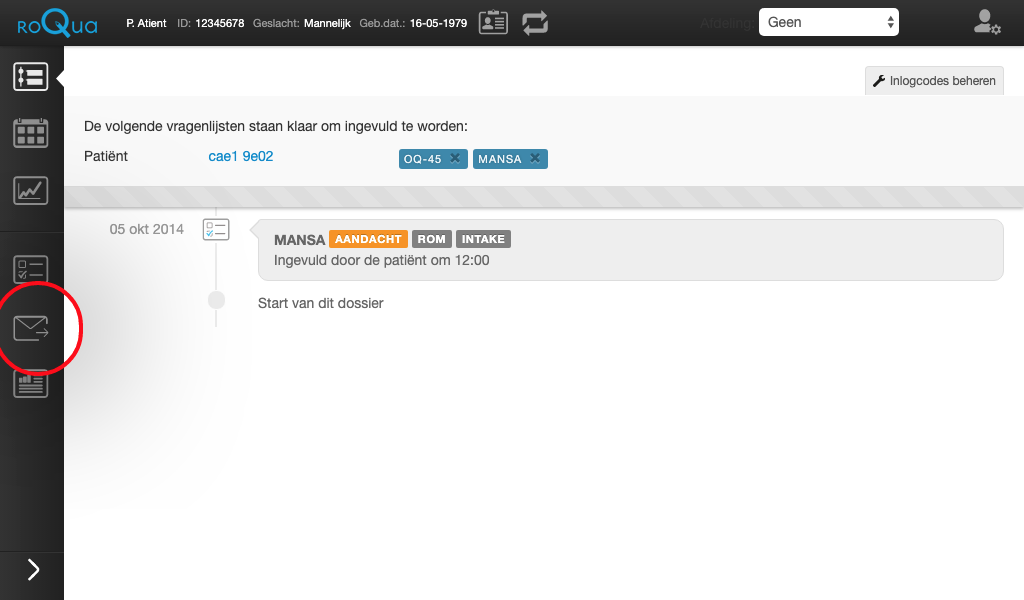 RoQua P. Atient ID: 12345678 Geslacht: Mannelijk Geb.dat.: 16-05-1979 Afdeling: Geen
Inlogcodes beheren
De volgende vragenlijsten staan klaar om ingevuld te worden:
Patiënt cae1 9e02 OQ-45 MANSA
05 okt 2014 MANSA AANDACHT ROM INTAKE
Ingevuld door de patiënt om 12:00
Start van dit dossier